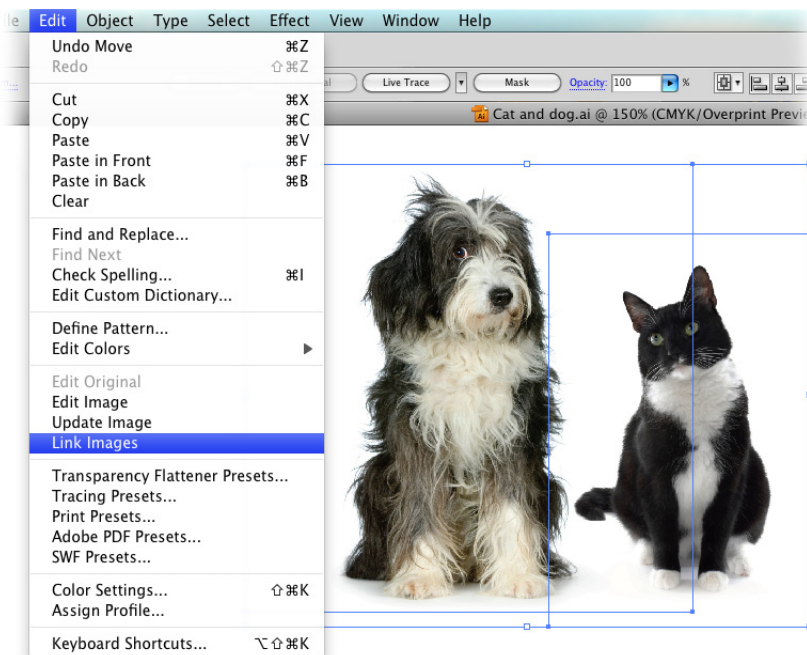 Edit Object Type Select Effect View Window Help
Undo Move ⌘Z
Redo ⇧⌘Z
Live Trace Mask Opacity: 100 %
Cut ⌘X
Cat and dog.ai @ 150% (CMYK/Overprint
Copy ⌘C
Paste ⌘V
Paste in Front ⌘F
Paste in Back ⌘B
Clear
Find and Replace...
Find Next
Check Spelling... ⌘I
Edit Custom Dictionary...
Define Pattern...
Edit Colors
Edit Original
Edit Image
Update Image
Link Images
Transparency Flattener Presets...
Tracing Presets...
Print Presets...
Adobe PDF Presets...
SWF Presets...
Color Settings... ⇧⌘K
Assign Profile...
Keyboard Shortcuts... ⌥⇧⌘K